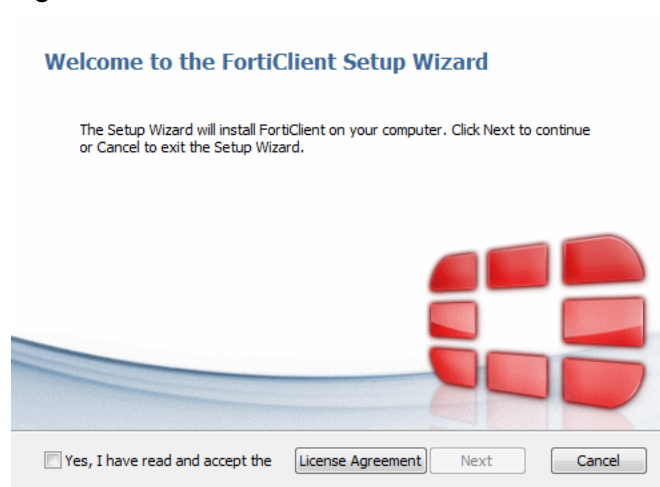 Welcome to the FortiClient Setup Wizard
The Setup Wizard will install FortiClient on your computer. Click Next to continue
or Cancel to exit the Setup Wizard.
Yes, I have read and accept the License Agreement Next Cancel